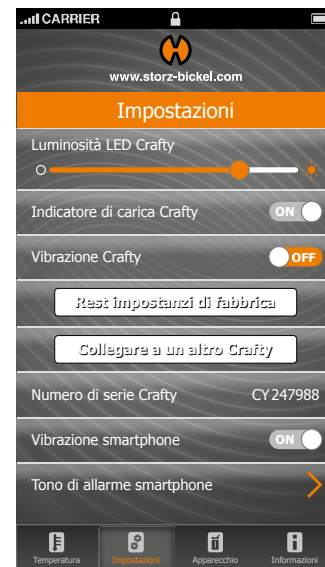 CARRIER
www.storz-bickel.com
Impostazioni
Luminosità LED Crafty
Indicatore di carica Crafty ON
Vibrazione Crafty OFF
Rest impostanzi di fabbrica
Collegare a un altro Crafty
Numero di serie Crafty CY247988
Vibrazione smartphone ON
Tono di allarme smartphone
Temperatura Impostazioni Apparecchio Informazioni